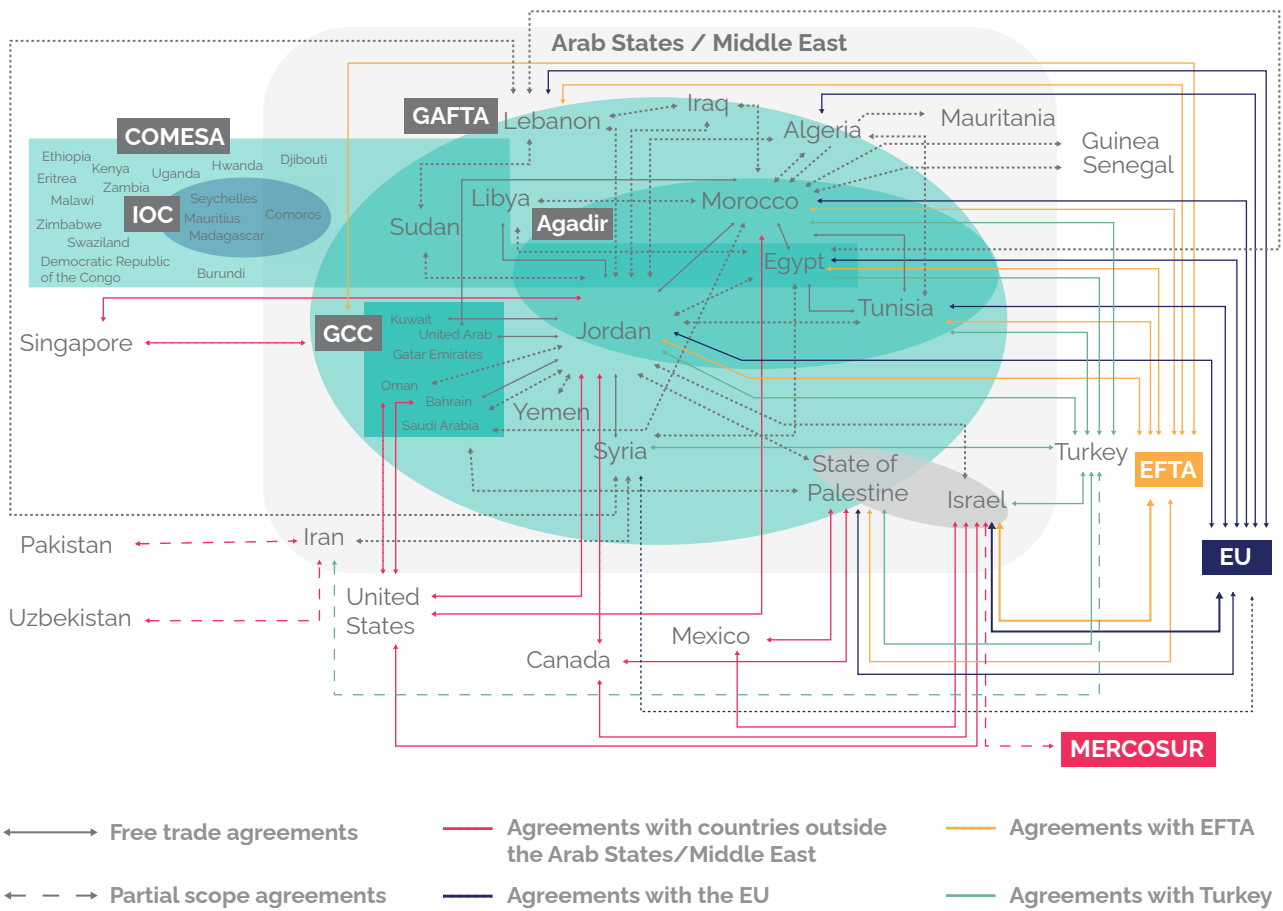 Arab States / Middle East
GAFTA
Lebanon
Iraq
Algeria
Mauritania
Guinea
Senegal
COMESA
Ethiopia
Kenya
Uganda
Hwanda
Djibouti
Eritrea
Zambia
Malawi
IOC
Seychelles
Mauritius
Comoros
Madagascar
Zimbabwe
Swaziland
Democratic Republic
of the Congo
Burundi
Libya
Sudan
Agadir
Morocco
Egypt
Tunisia
Jordan
GCC
Kuwait
United Arab
Gatar Emirates
Oman
Bahrain
Saudi Arabia
Singapore
Yemen
Syria
State of
Palestine
Israel
Turkey
EFTA
EU
Pakistan
Iran
Uzbekistan
United
States
Mexico
Canada
MERCOSUR
Free trade agreements
Agreements with countries outside
the Arab States/Middle East
Agreements with EFTA
Partial scope agreements
Agreements with the EU
Agreements with Turkey